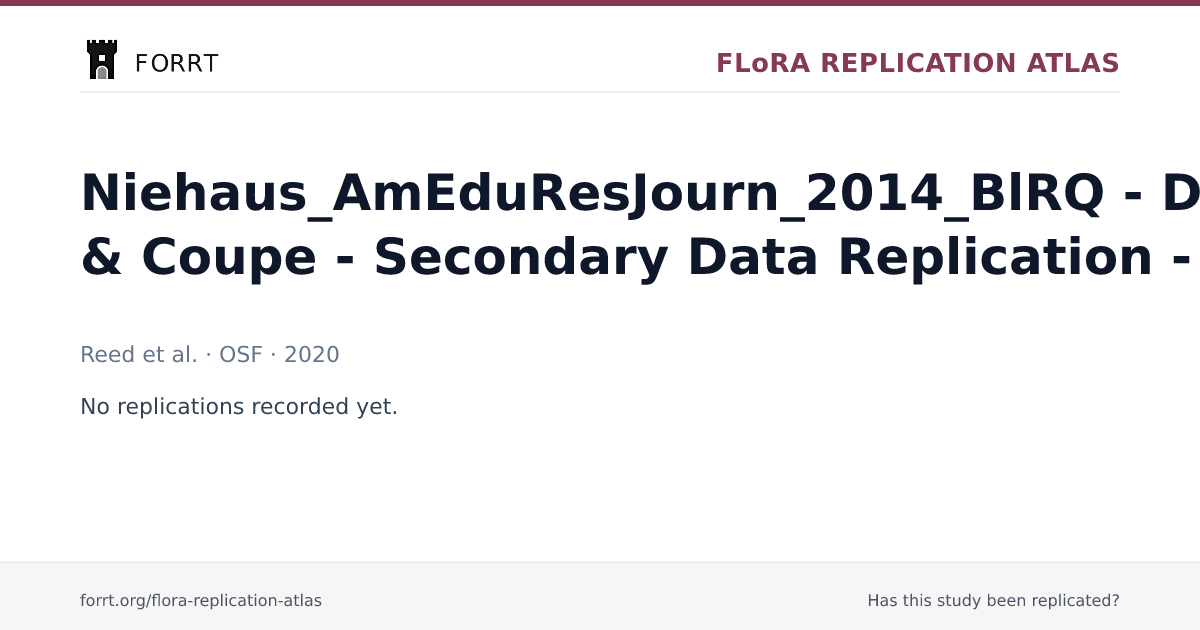 FORRT
FLoRA REPLICATION ATLAS
Niehaus_AmEduResJourn_2014_BlRQ - D
& Coupe - Secondary Data Replication -
Reed et al. · OSF · 2020
No replications recorded yet.
forrt.org/flora-replication-atlas
Has this study been replicated?